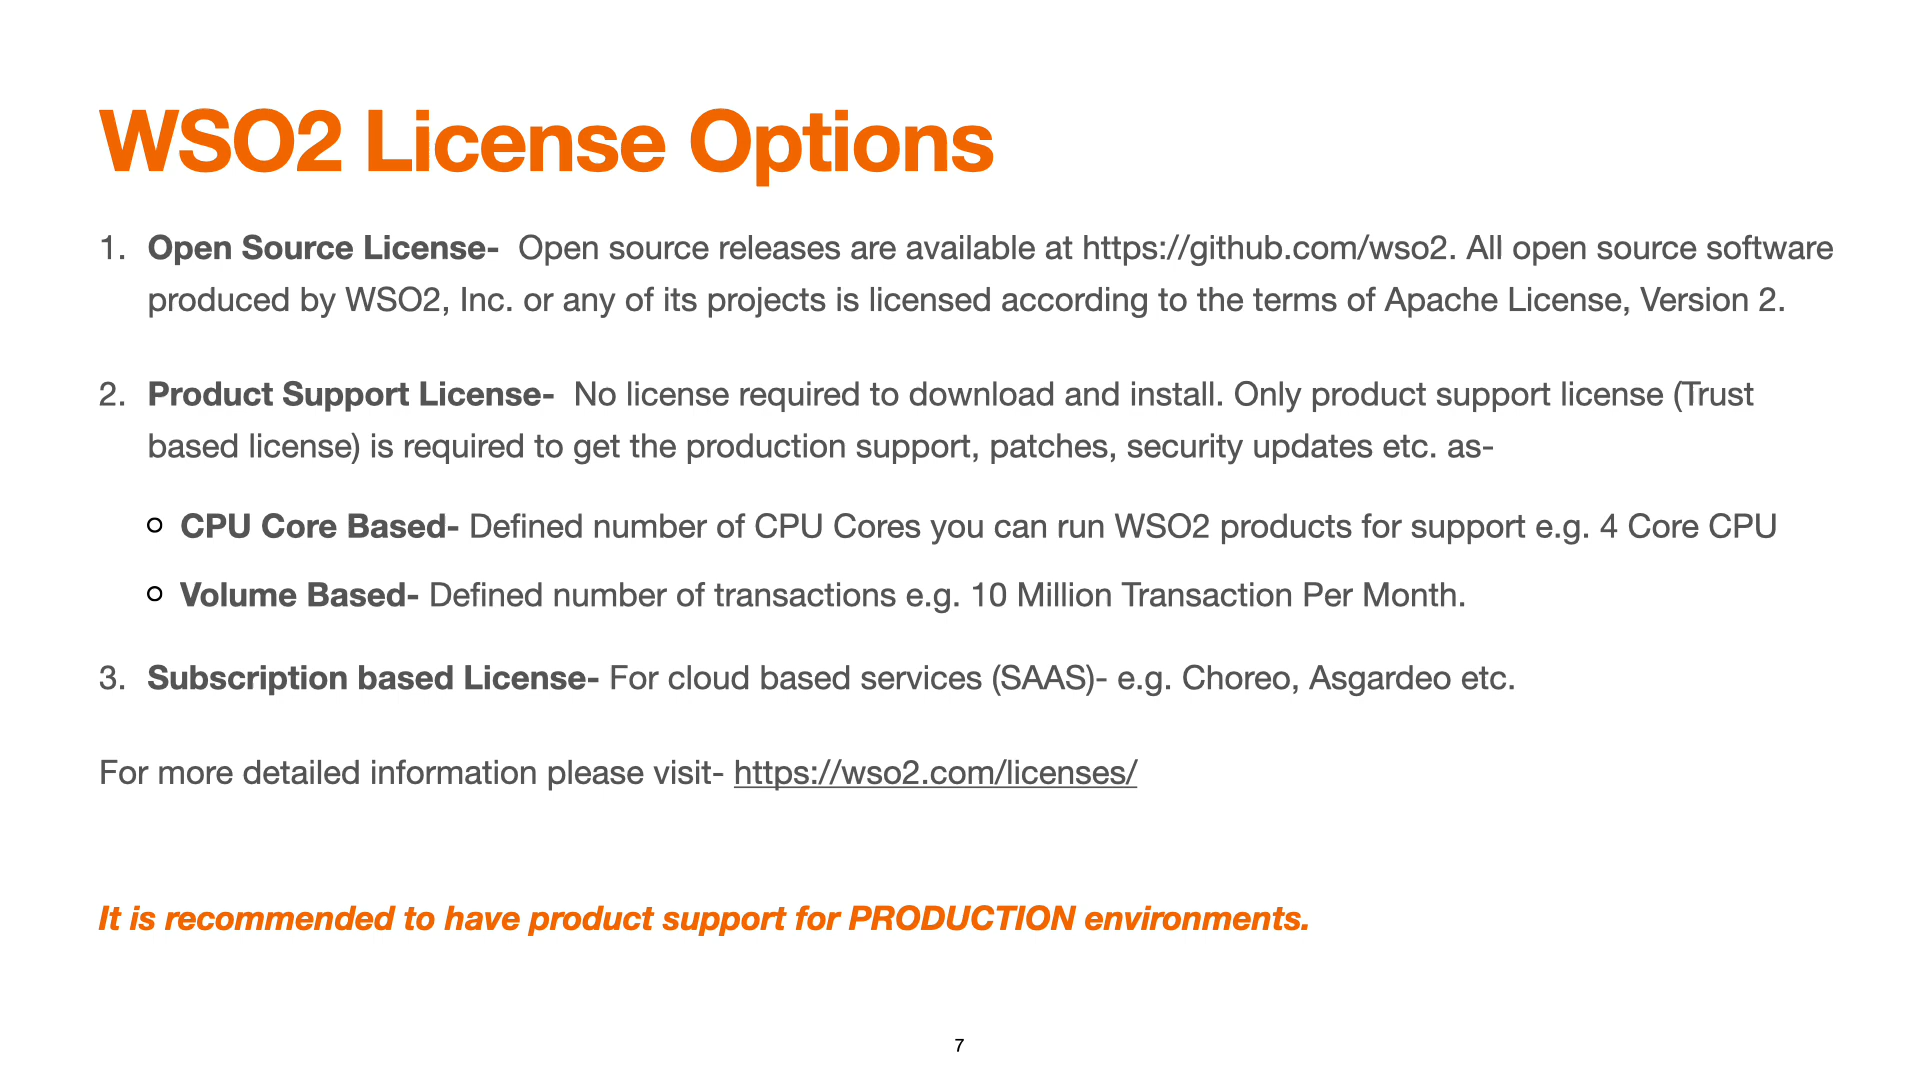 WSO2 License Options
1. Open Source License- Open source releases are available at https://github.com/wso2. All open source software
produced by WSO2, Inc. or any of its projects is licensed according to the terms of Apache License, Version 2.
2. Product Support License- No license required to download and install. Only product support license (Trust
based license) is required to get the production support, patches, security updates etc. as-
CPU Core Based- Defined number of CPU Cores you can run WSO2 products for support e.g. 4 Core CPU
Volume Based- Defined number of transactions e.g. 10 Million Transaction Per Month.
3. Subscription based License- For cloud based services (SAAS)- e.g. Choreo, Asgardeo etc.
For more detailed information please visit- https://wso2.com/licenses/
It is recommended to have product support for PRODUCTION environments.
7